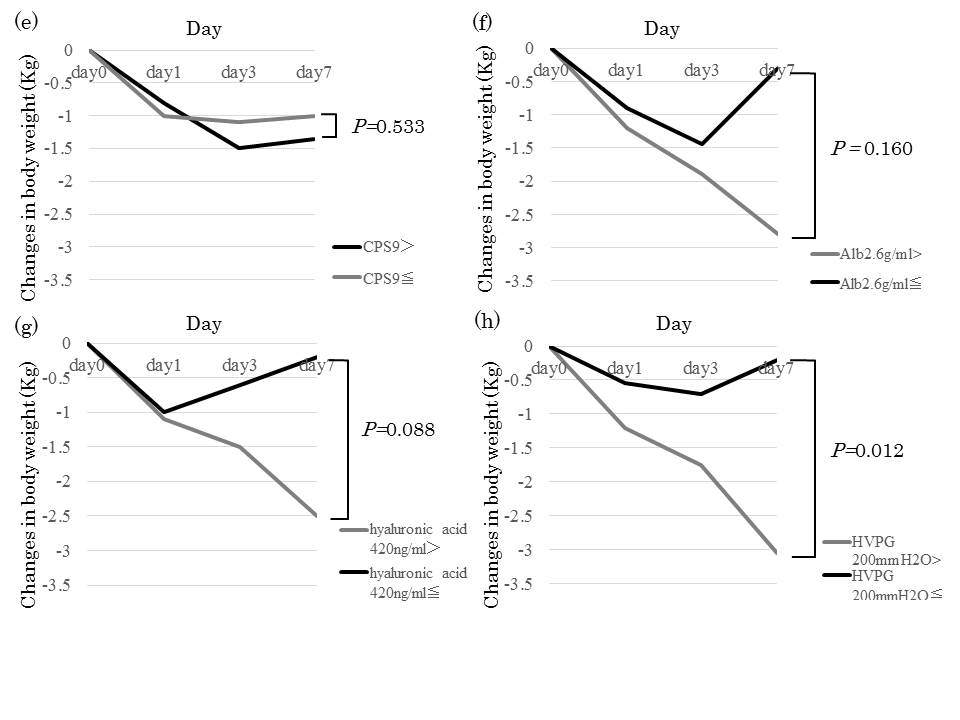 (e)
Day
Changes in body weight (Kg)
0
-0.5
-1
-1.5
-2
-2.5
-3
-3.5
day0
day1
day3
day7
P=0.533
CPS9＞
CPS9≦
(f)
Day
Changes in body weight (Kg)
0
-0.5
-1
-1.5
-2
-2.5
-3
-3.5
day0
day1
day3
day7
P = 0.160
Alb2.6g/ml>
Alb2.6g/ml≦
(g)
Day
Changes in body weight (Kg)
0
-0.5
-1
-1.5
-2
-2.5
-3
-3.5
day0
day1
day3
day7
P=0.088
hyaluronic acid
420ng/ml＞
hyaluronic acid
420ng/ml≦
(h)
Day
Changes in body weight (Kg)
0
-0.5
-1
-1.5
-2
-2.5
-3
-3.5
day0
day1
day3
day7
P=0.012
HVPG
200mmH2O>
HVPG
200mmH2O≦